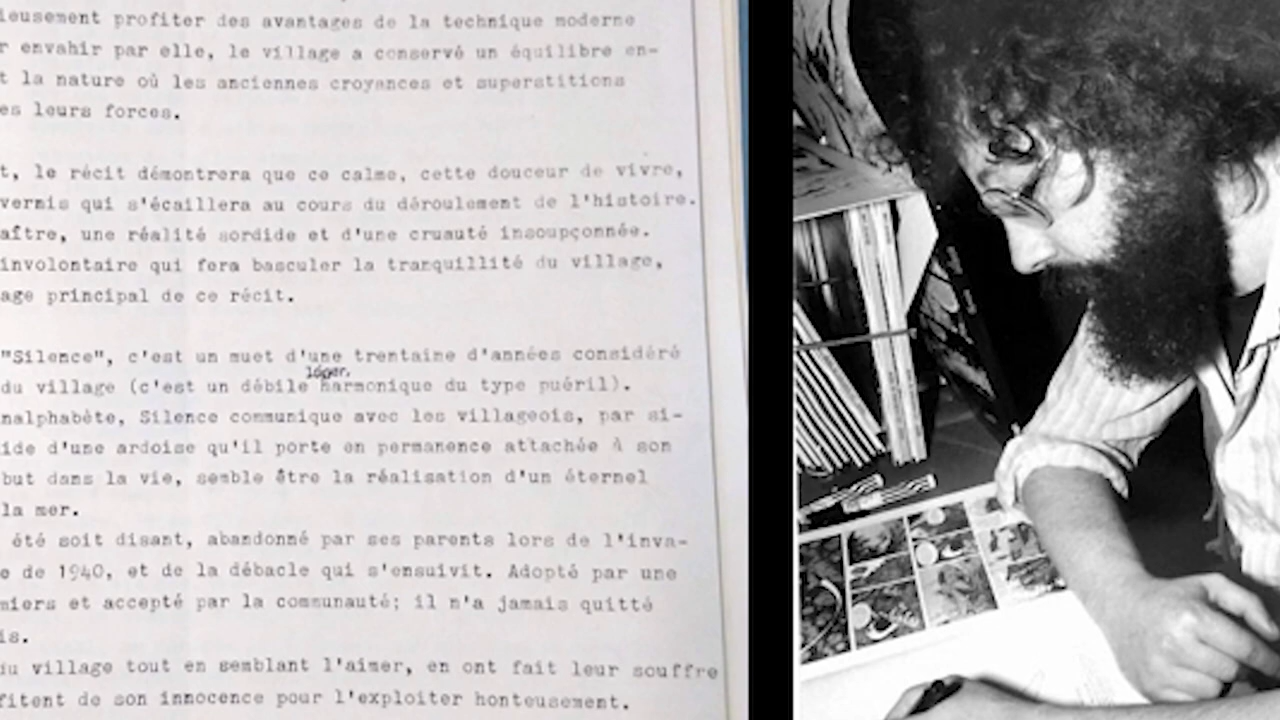 ieusement profiter des avantages de la technique moderne
r envahir par elle, le village a conservé un équilibre en-
t la nature où les anciennes croyances et superstitions
es leurs forces.
t, le récit démontrera que ce calme, cette douceur de vivre,
vernis qui s'écaillera au cours du déroulement de l'histoire.
aître, une réalité sordide et d'une cruauté insoupçonnée.
involontaire qui fera basculer la tranquillité du village,
age principal de ce récit.
"Silence", c'est un muet d'une trentaine d'années considéré
léger.
du village (c'est un débile harmonique du type puéril).
nalphabète, Silence communique avec les villageois, par si-
ide d'une ardoise qu'il porte en permanence attachée à son
but dans la vie, semble être la réalisation d'un éternel
la mer.
été soit disant, abandonné par ses parents lors de l'inva-
e de 1940, et de la débacle qui s'ensuivit. Adopté par une
miers et accepté par la communauté; il n'a jamais quitté
is.
du village tout en semblant l'aimer, en ont fait leur souffre
fitent de son innocence pour l'exploiter honteusement.